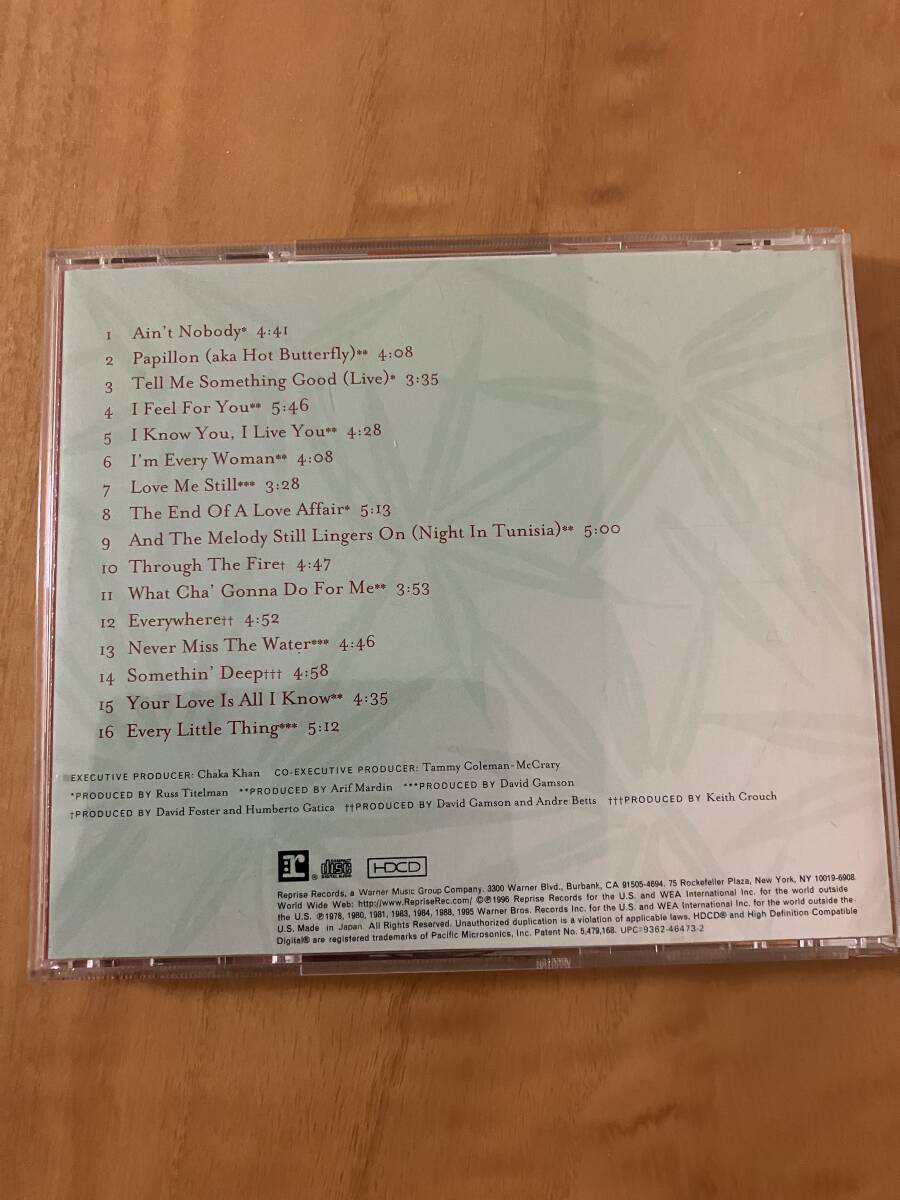 1 Ain't Nobody* 4:41
2 Papillon (aka Hot Butterfly)** 4:08
3 Tell Me Something Good (Live)* 3:35
4 I Feel For You** 5:46
5 I Know You, I Live You** 4:28
6 I'm Every Woman** 4:08
7 Love Me Still*** 3:28
8 The End Of A Love Affair* 5:13
9 And The Melody Still Lingers On (Night In Tunisia)** 5:00
10 Through The Fire† 4:47
11 What Cha' Gonna Do For Me** 3:53
12 Everywhere†† 4:52
13 Never Miss The Water*** 4:46
14 Somethin' Deep††† 4:58
15 Your Love Is All I Know** 4:35
16 Every Little Thing*** 5:12
EXECUTIVE PRODUCER: Chaka Khan CO-EXECUTIVE PRODUCER: Tammy Coleman-McCrary
*PRODUCED BY Russ Titelman **PRODUCED BY Arif Mardin ***PRODUCED BY David Gamson
†PRODUCED BY David Foster and Humberto Gatica ††PRODUCED BY David Gamson and Andre Betts †††PRODUCED BY Keith Crouch
r® COMPACT disc DIGITAL AUDIO HDCD
Reprise Records, a Warner Music Group Company. 3300 Warner Blvd., Burbank, CA 91505-4694. 75 Rockefeller Plaza, New York, NY 10019-6908.
World Wide Web: http://www.RepriseRec.com/ ©℗1996 Reprise Records for the U.S. and WEA International Inc. for the world outside
the U.S. ℗1978, 1980, 1981, 1983, 1984, 1988, 1995 Warner Bros. Records Inc. for the U.S. and WEA International Inc. for the world outside the
U.S. Made in Japan. All Rights Reserved. Unauthorized duplication is a violation of applicable laws. HDCD® and High Definition Compatible
Digital® are registered trademarks of Pacific Microsonics, Inc. Patent No. 5,479,168. UPC=9362-46473-2